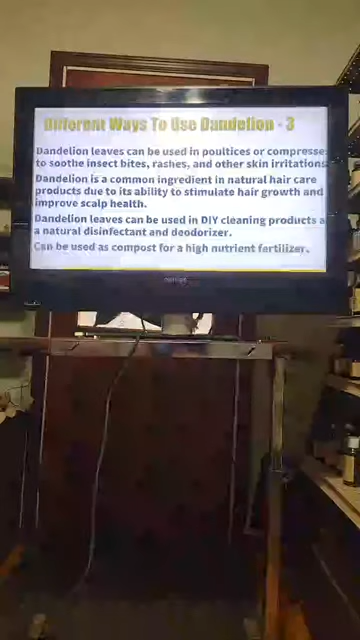 Different Ways To Use Dandelion - 3
Dandelion leaves can be used in poultices or compresse
to soothe insect bites, rashes, and other skin irritations
Dandelion is a common ingredient in natural hair care
products due to its ability to stimulate hair growth and
improve scalp health.
Dandelion leaves can be used in DIY cleaning products a
a natural disinfectant and deodorizer.
Can be used as compost for a high nutrient fertilizer.